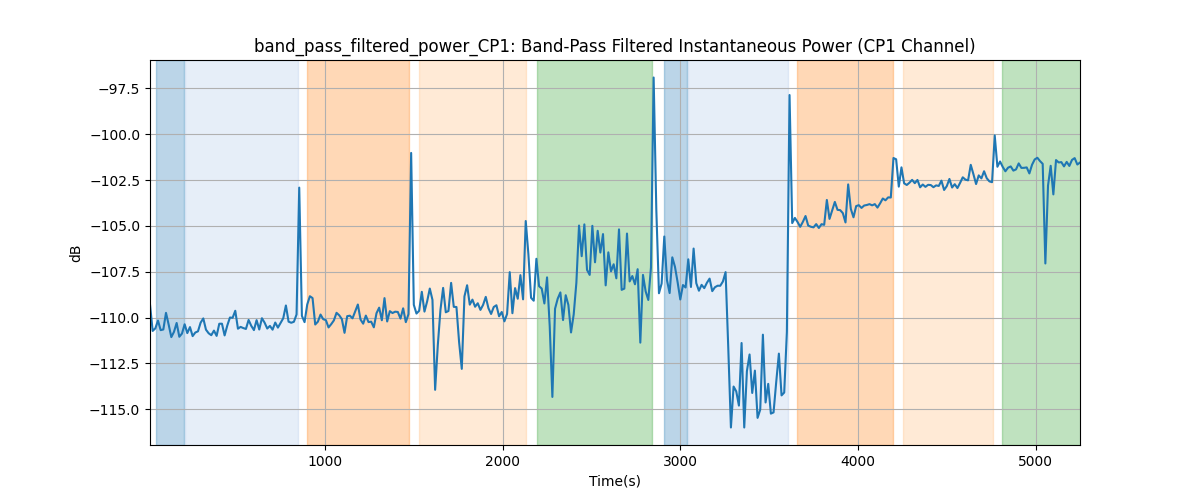 band_pass_filtered_power_CP1: Band-Pass Filtered Instantaneous Power (CP1 Channel)
dB
−97.5
−100.0
−102.5
−105.0
−107.5
−110.0
−112.5
−115.0
1000 2000 3000 4000 5000
Time(s)